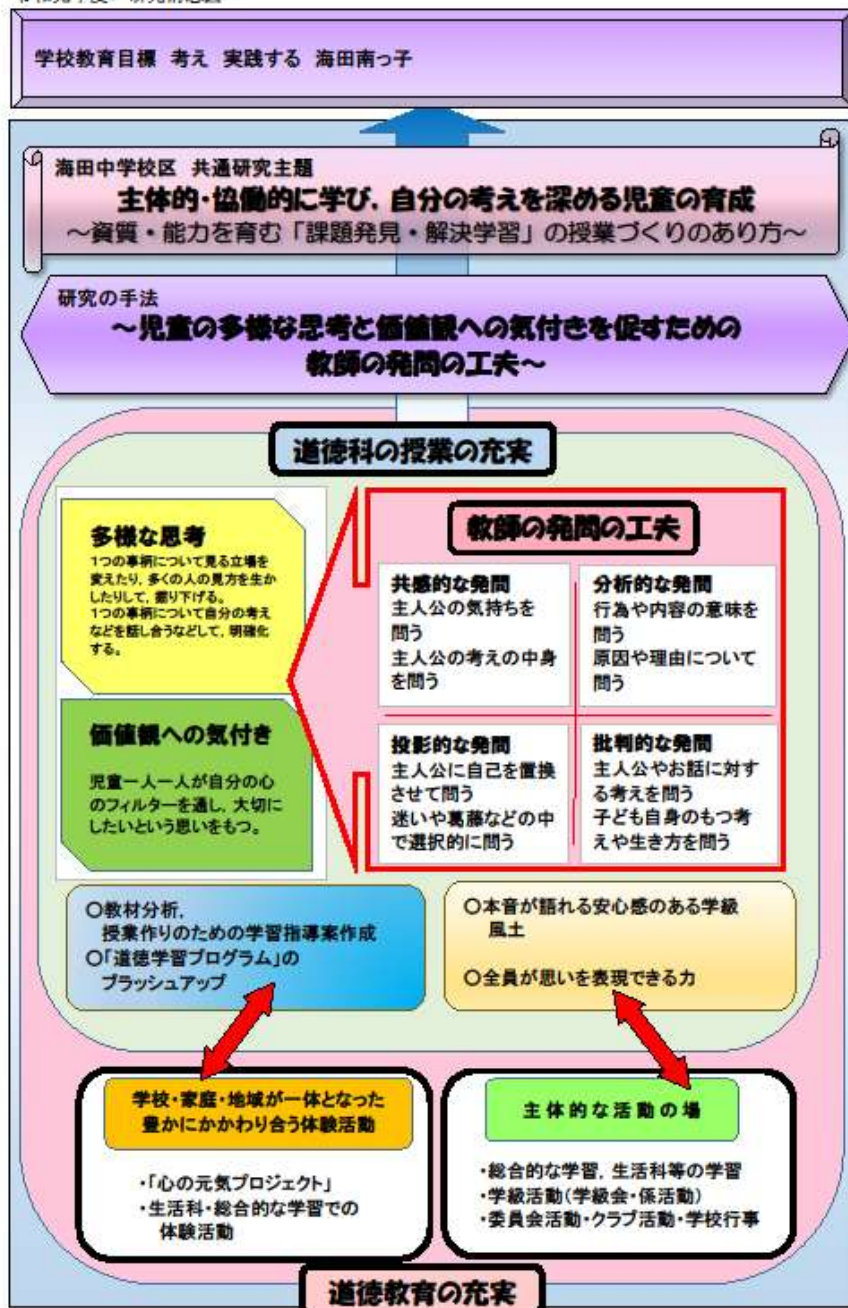 学校教育目標 考え 実践する 海田南っ子
海田中学校区 共通研究主題
主体的・協働的に学び，自分の考えを深める児童の育成
～資質・能力を育む「課題発見・解決学習」の授業づくりのあり方～
研究の手法
～児童の多様な思考と価値観への気付きを促すための
教師の発問の工夫～
道徳科の授業の充実
多様な思考
1つの事柄について見る立場を
変えたり，多くの人の見方を生か
したりして，掘り下げる。
1つの事柄について自分の考え
などを話し合うなどして，明確化
する。
価値観への気付き
児童一人一人が自分の心
のフィルターを通し，大切に
したいという思いをもつ。
教師の発問の工夫
共感的な発問
主人公の気持ちを
問う
主人公の考えの中身
を問う
分析的な発問
行為や内容の意味を
問う
原因や理由について
問う
投影的な発問
主人公に自己を置換
させて問う
迷いや葛藤などの中
で選択的に問う
批判的な発問
主人公やお話に対す
る考えを問う
子ども自身のもつ考
えや生き方を問う
○教材分析，
授業作りのための学習指導案作成
○「道徳学習プログラム」の
ブラッシュアップ
○本音が語れる安心感のある学級
風土
○全員が思いを表現できる力
学校・家庭・地域が一体となった
豊かにかかわり合う体験活動
・「心の元気プロジェクト」
・生活科・総合的な学習での
体験活動
主体的な活動の場
・総合的な学習，生活科等の学習
・学級活動（学級会・係活動）
・委員会活動・クラブ活動・学校行事
道徳教育の充実